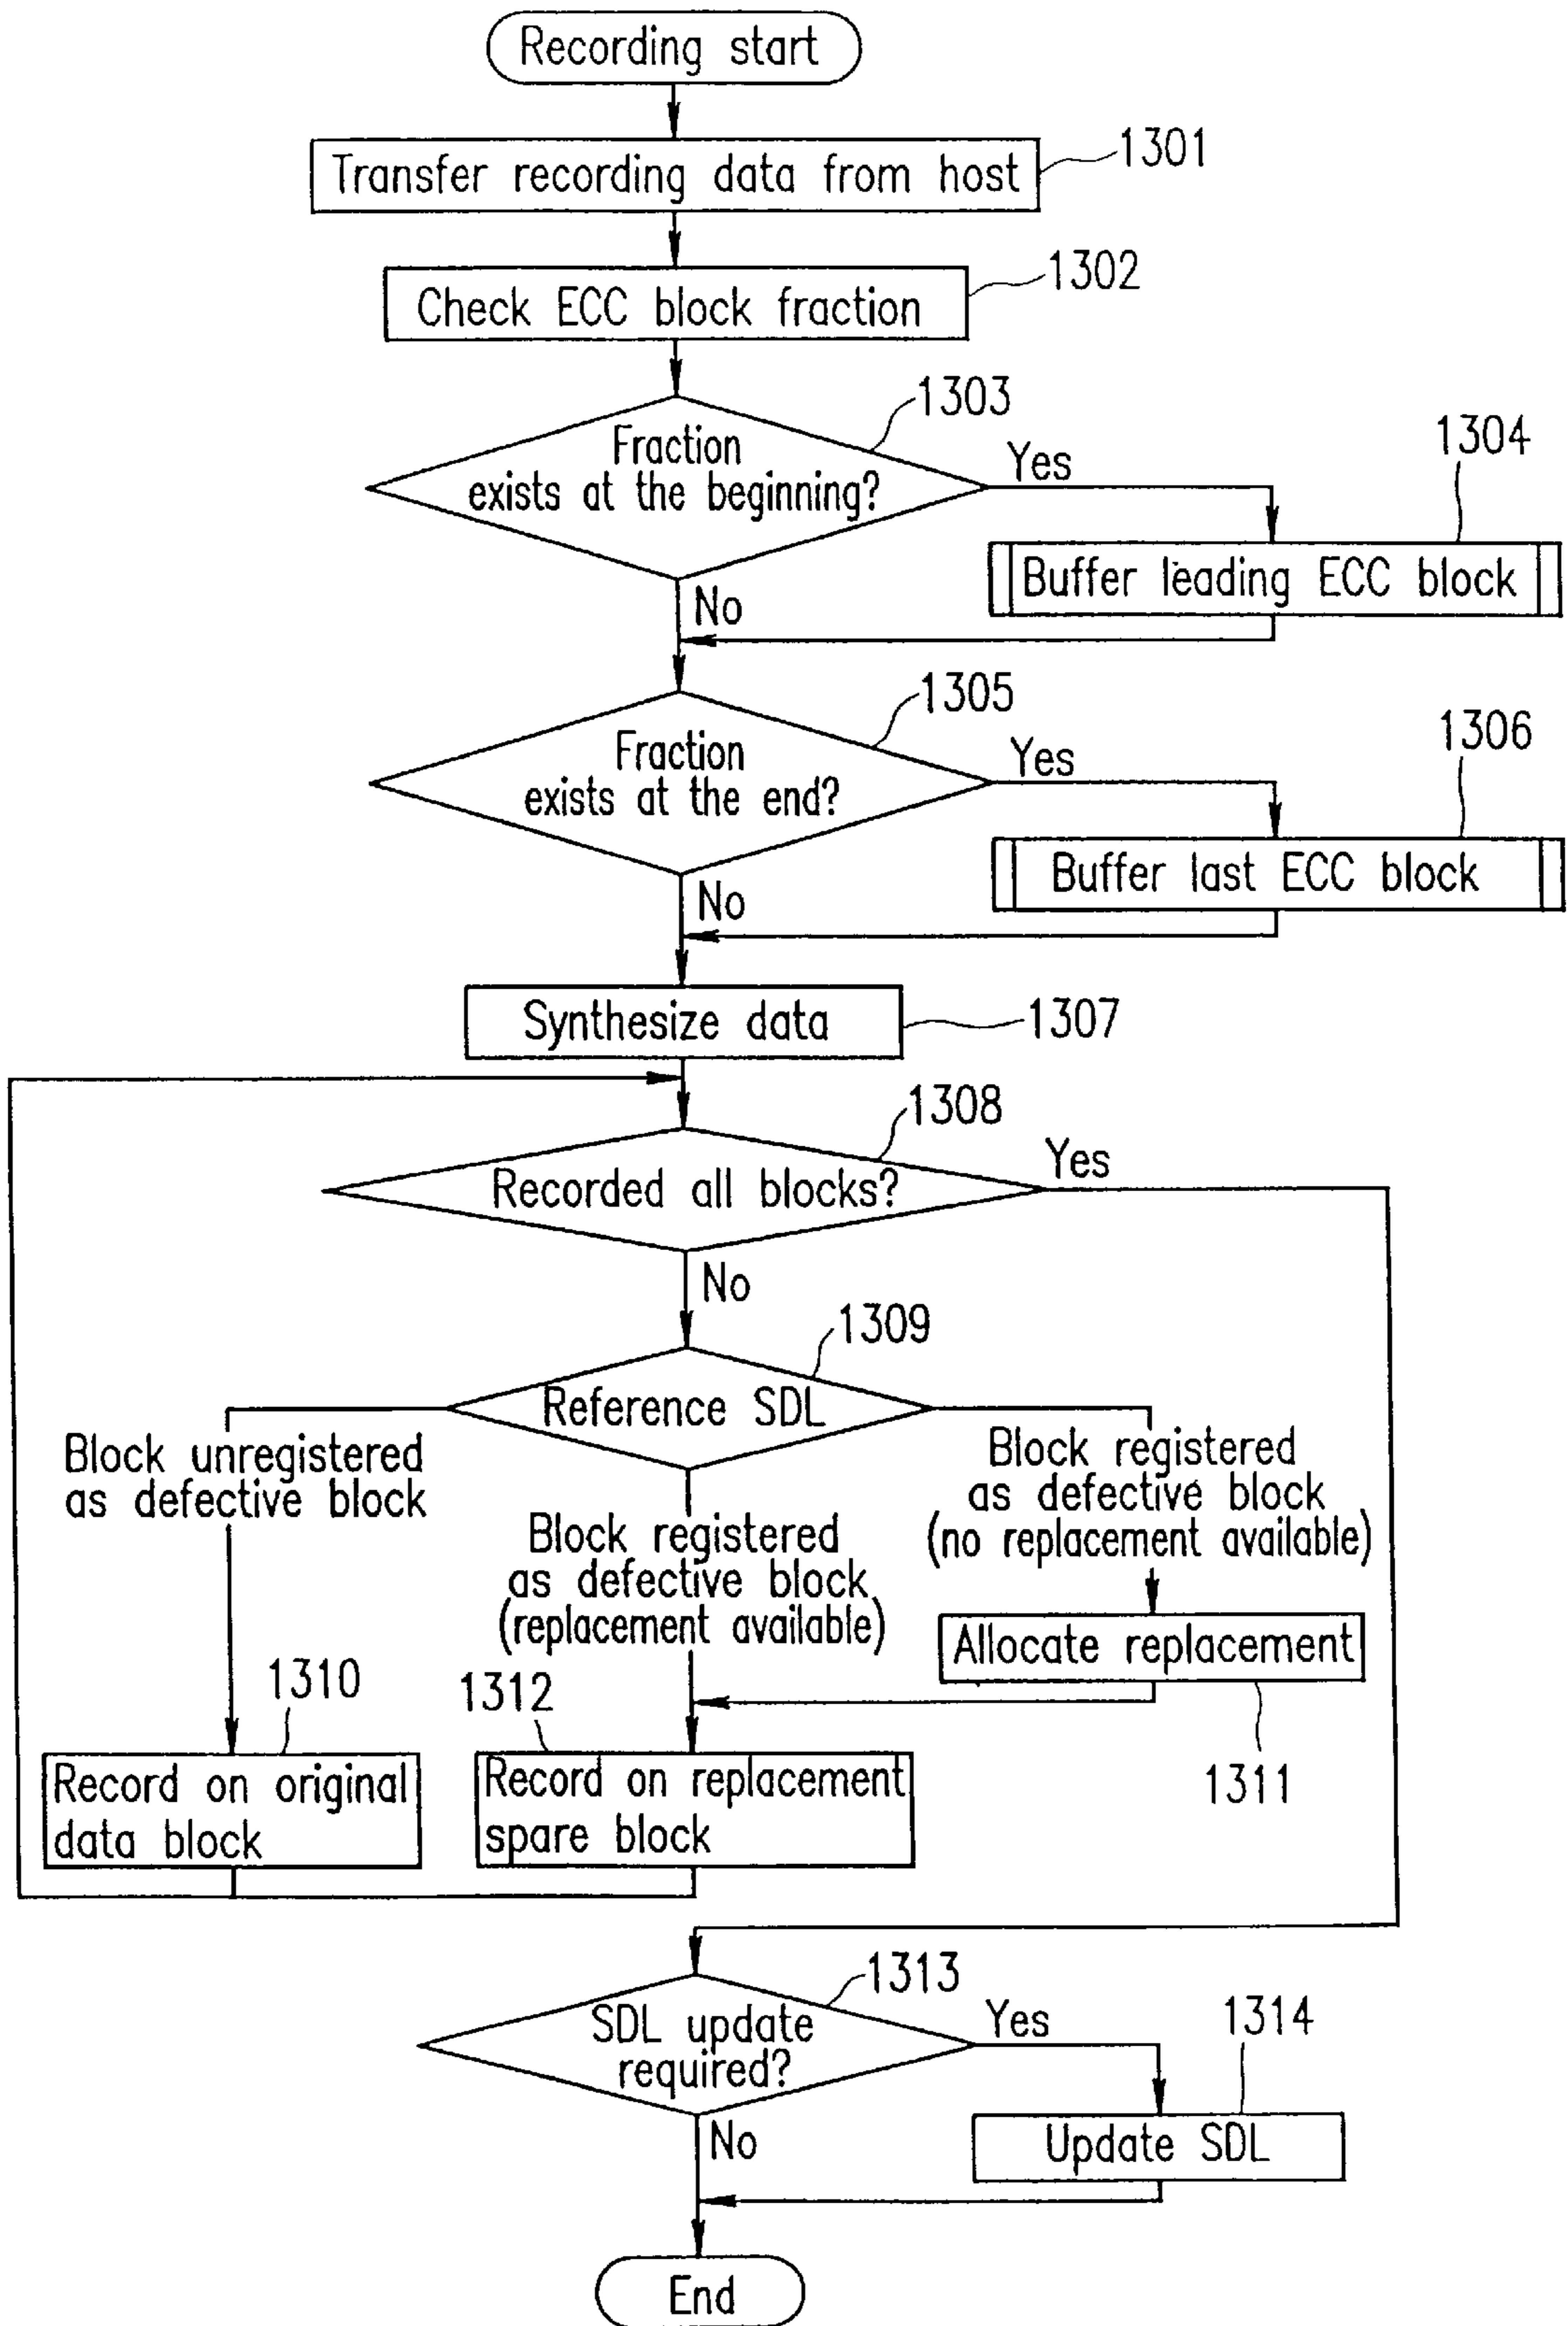 Recording start
Transfer recording data from host
1301
Check ECC block fraction
1302
1303
Fraction
exists at the beginning?
Yes
1304
Buffer leading ECC block
No
1305
Fraction
exists at the end?
Yes
1306
Buffer last ECC block
No
Synthesize data
1307
1308
Recorded all blocks?
Yes
No
1309
Reference SDL
Block unregistered
as defective block
Block registered
as defective block
(replacement available)
Block registered
as defective block
(no replacement available)
Allocate replacement
1311
1310
Record on original
data block
1312
Record on replacement
spare block
1313
SDL update
required?
Yes
1314
Update SDL
No
End